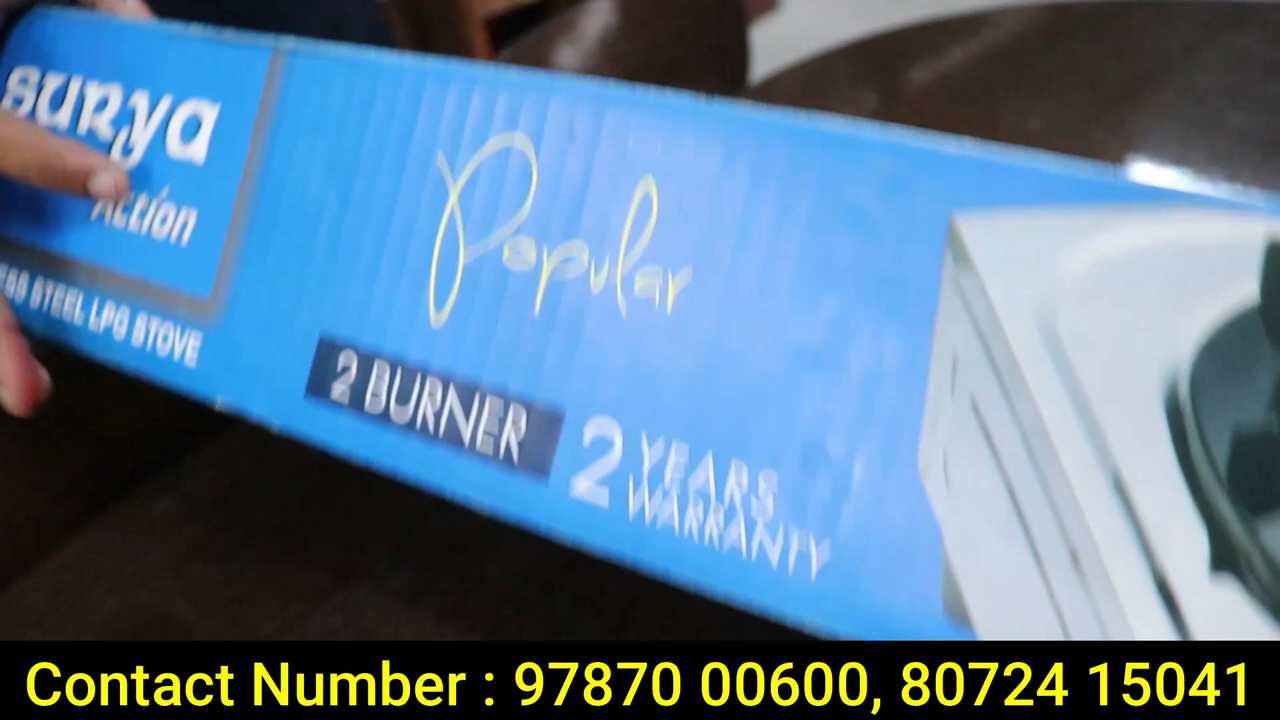 surya
Action
STEEL LPG STOVE
Popular
2 BURNER
2 YEARS
WARRANTY
Contact Number : 97870 00600, 80724 15041